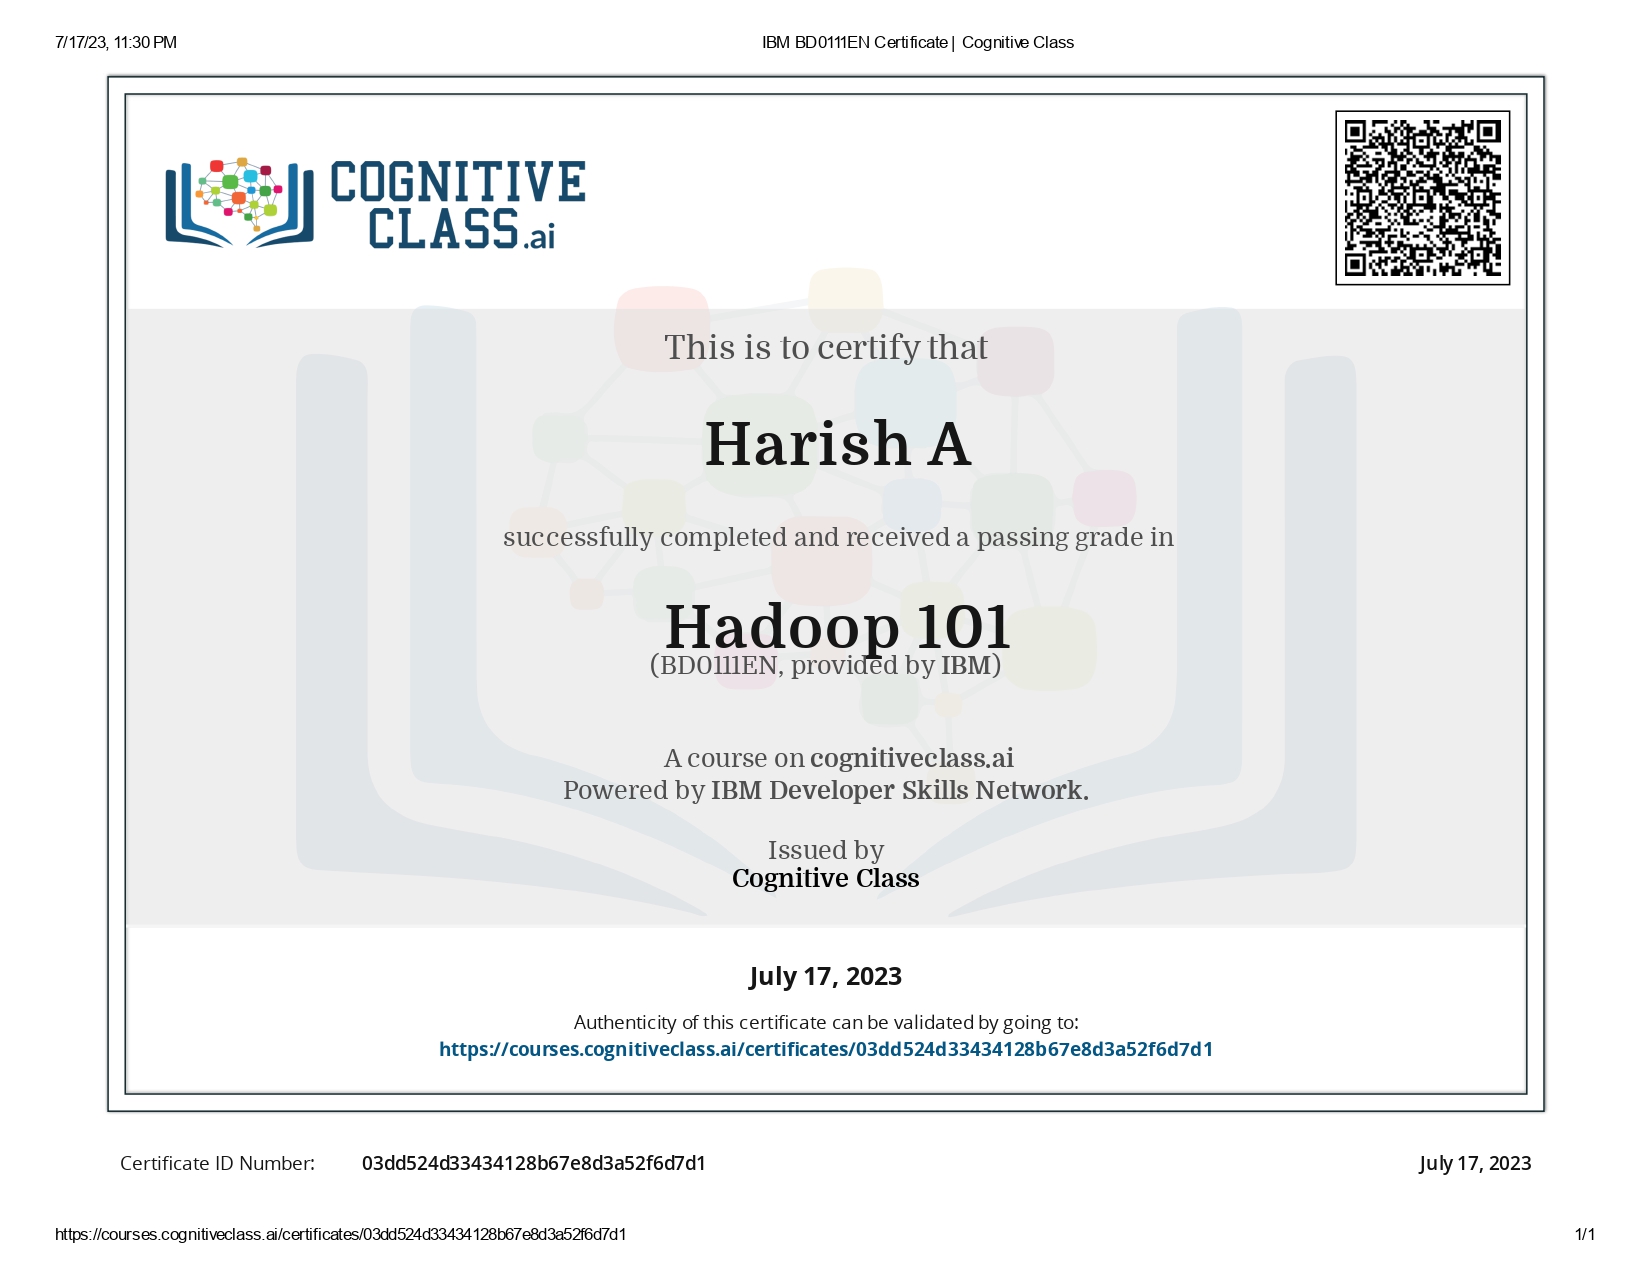 7/17/23, 11:30 PM
IBM BD0111EN Certificate | Cognitive Class
COGNITIVE
CLASS.ai
This is to certify that
Harish A
successfully completed and received a passing grade in
Hadoop 101
(BD0111EN, provided by IBM)
A course on cognitiveclass.ai
Powered by IBM Developer Skills Network.
Issued by
Cognitive Class
July 17, 2023
Authenticity of this certificate can be validated by going to:
https://courses.cognitiveclass.ai/certificates/03dd524d33434128b67e8d3a52f6d7d1
Certificate ID Number: 03dd524d33434128b67e8d3a52f6d7d1
July 17, 2023
https://courses.cognitiveclass.ai/certificates/03dd524d33434128b67e8d3a52f6d7d1
1/1